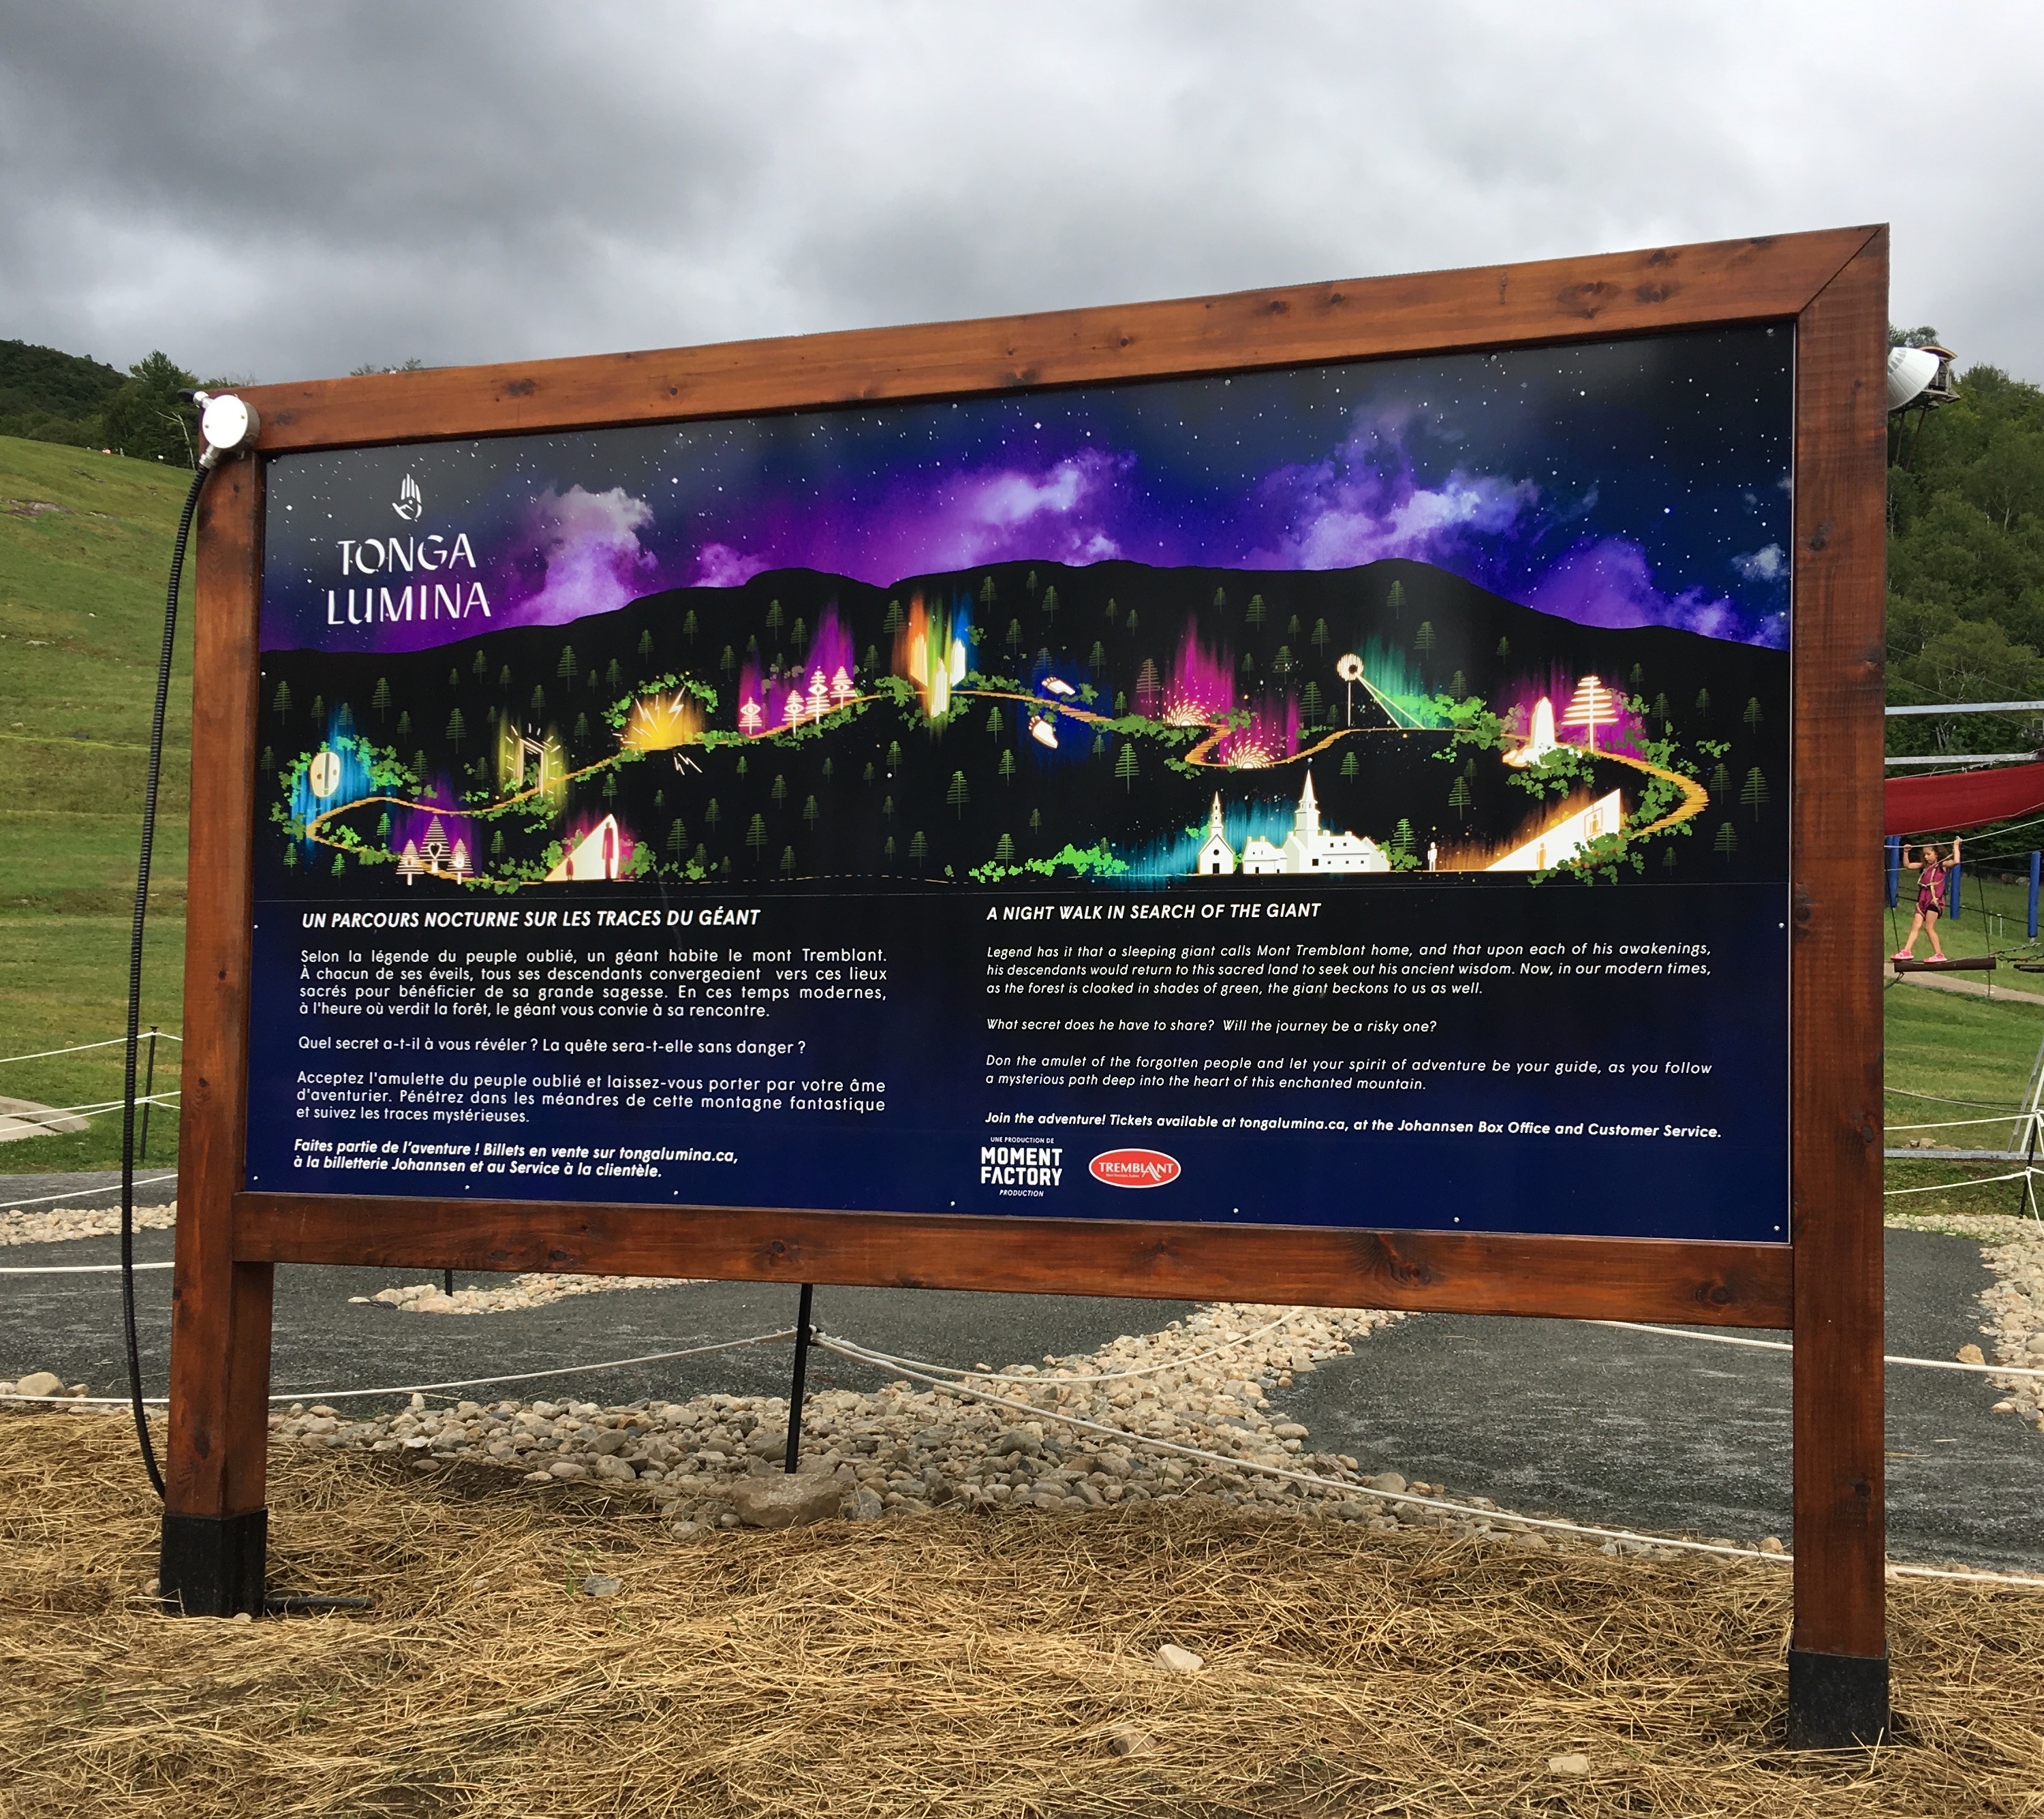 TONGA
LUMINA
UN PARCOURS NOCTURNE SUR LES TRACES DU GÉANT
Selon la légende du peuple oublié, un géant habite le mont Tremblant.
À chacun de ses éveils, tous ses descendants convergeaient vers ces lieux
sacrés pour bénéficier de sa grande sagesse. En ces temps modernes,
à l'heure où verdit la forêt, le géant vous convie à sa rencontre.
Quel secret a-t-il à vous révéler ? La quête sera-t-elle sans danger ?
Acceptez l'amulette du peuple oublié et laissez-vous porter par votre âme
d'aventurier. Pénétrez dans les méandres de cette montagne fantastique
et suivez les traces mystérieuses.
Faites partie de l'aventure ! Billets en vente sur tongalumina.ca,
à la billetterie Johannsen et au Service à la clientèle.
A NIGHT WALK IN SEARCH OF THE GIANT
Legend has it that a sleeping giant calls Mont Tremblant home, and that upon each of his awakenings,
his descendants would return to this sacred land to seek out his ancient wisdom. Now, in our modern times,
as the forest is cloaked in shades of green, the giant beckons to us as well.
What secret does he have to share? Will the journey be a risky one?
Don the amulet of the forgotten people and let your spirit of adventure be your guide, as you follow
a mysterious path deep into the heart of this enchanted mountain.
Join the adventure! Tickets available at tongalumina.ca, at the Johannsen Box Office and Customer Service.
UNE PRODUCTION DE
MOMENT
FACTORY
PRODUCTION
TREMBLANT